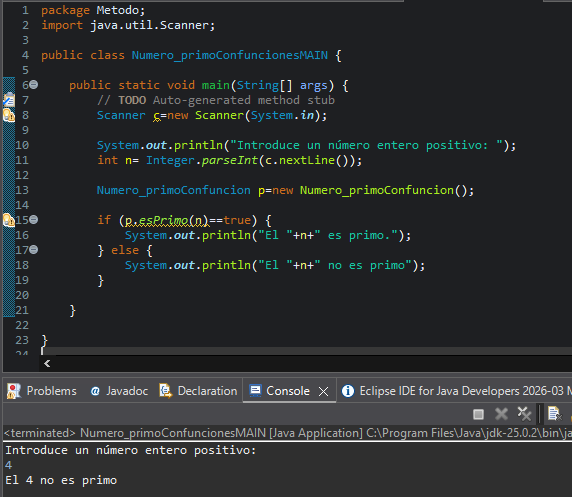 1 package Metodo;
2 import java.util.Scanner;
3
4 public class Numero_primoConfuncionesMAIN {
5
6 public static void main(String[] args) {
7 // TODO Auto-generated method stub
8 Scanner c=new Scanner(System.in);
9
10 System.out.println("Introduce un número entero positivo: ");
11 int n= Integer.parseInt(c.nextLine());
12
13 Numero_primoConfuncion p=new Numero_primoConfuncion();
14
15 if (p.esPrimo(n)==true) {
16 System.out.println("El "+n+" es primo.");
17 } else {
18 System.out.println("El "+n+" no es primo");
19 }
20
21 }
22
23 }
24
Problems @ Javadoc Declaration Console Eclipse IDE for Java Developers 2026-03
<terminated> Numero_primoConfuncionesMAIN [Java Application] C:\Program Files\Java\jdk-25.0.2\bin\ja
Introduce un número entero positivo:
4
El 4 no es primo